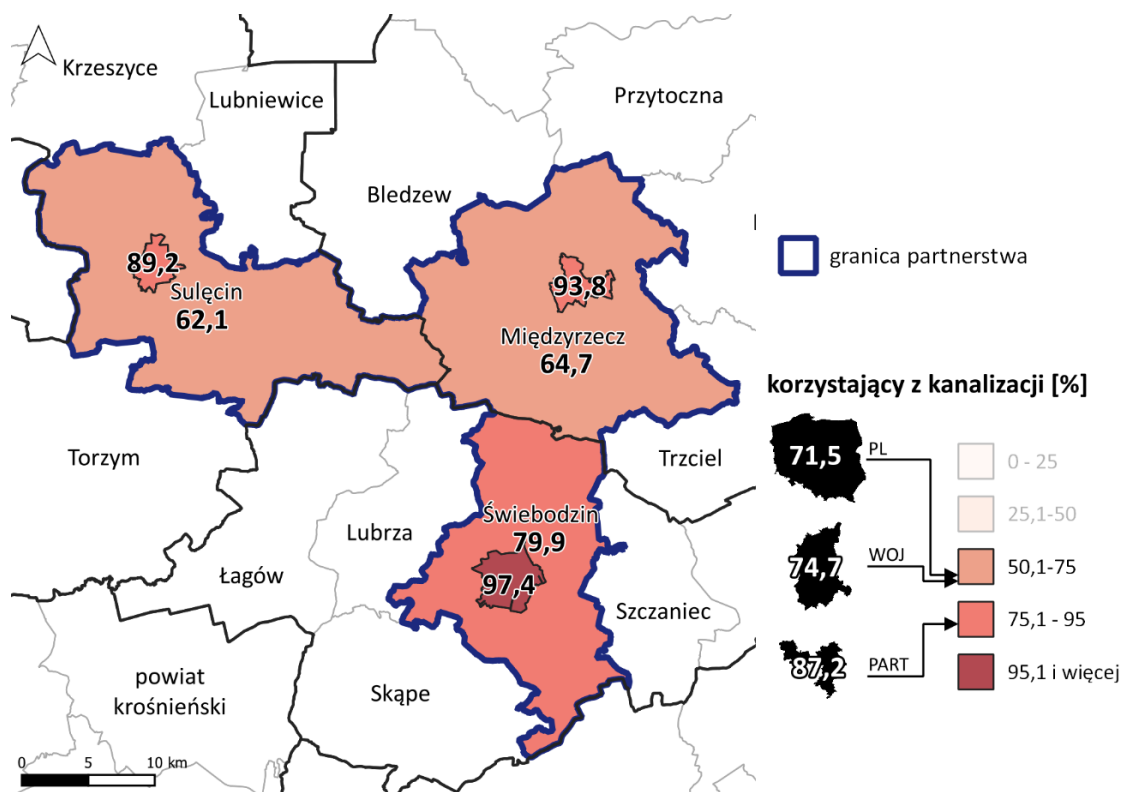 Krzeszyce
Lubniewice
Przytoczna
Bledzew
89,2
Sulęcin
62,1
93,8
Międzyrzecz
64,7
Torzym
Łagów
Lubrza
Świebodzin
79,9
97,4
Trzciel
Szczaniec
powiat
krośnieński
Skąpe
0 5 10 km
granica partnerstwa
korzystający z kanalizacji [%]
71,5
PL
74,7
WOJ
87,2
PART
0 - 25
25,1-50
50,1-75
75,1 - 95
95,1 i więcej